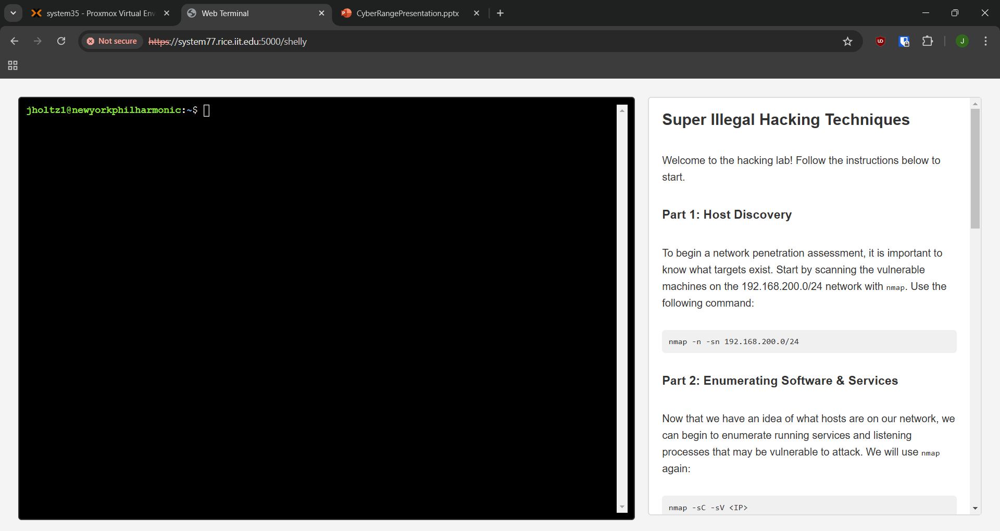 system35 - Proxmox Virtual Env
Web Terminal
CyberRangePresentation.pptx
Not secure
https://system77.rice.iit.edu:5000/shelly
J
jholtz1@newyorkphilharmonic:~$
Super Illegal Hacking Techniques
Welcome to the hacking lab! Follow the instructions below to
start.
Part 1: Host Discovery
To begin a network penetration assessment, it is important to
know what targets exist. Start by scanning the vulnerable
machines on the 192.168.200.0/24 network with nmap. Use the
following command:
nmap -n -sn 192.168.200.0/24
Part 2: Enumerating Software & Services
Now that we have an idea of what hosts are on our network, we
can begin to enumerate running services and listening
processes that may be vulnerable to attack. We will use nmap
again:
nmap -sC -sV <IP>